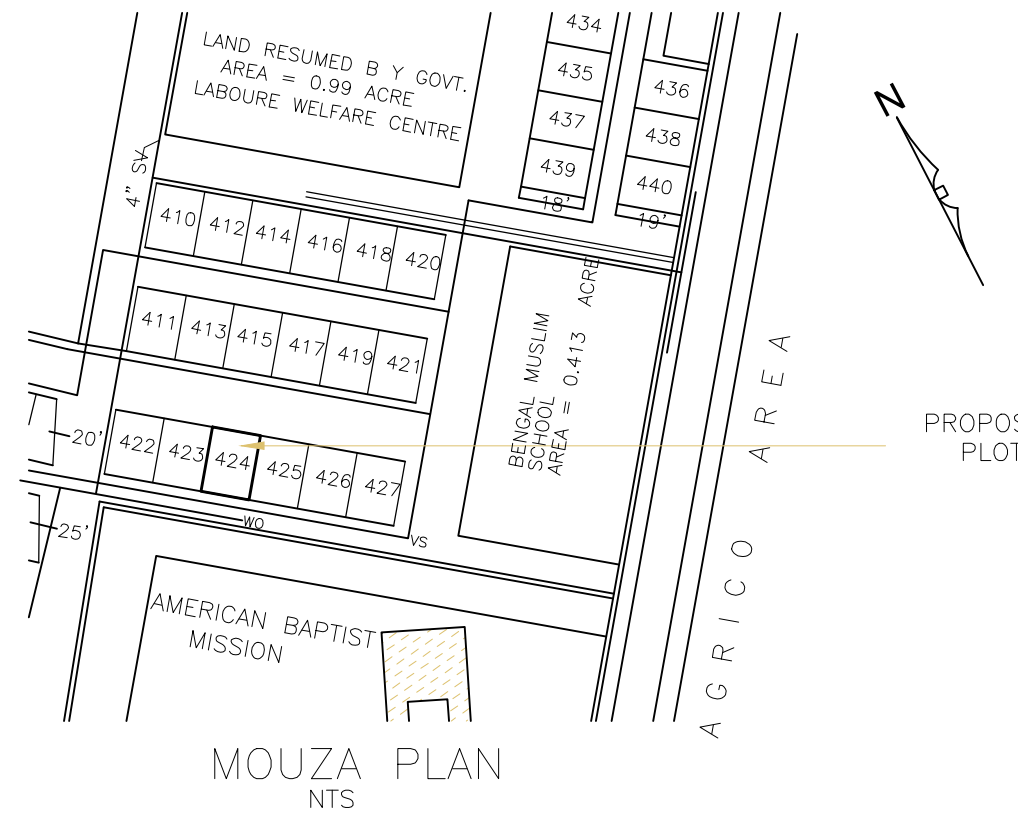 LAND RESUMED B Y GOVT.
AREA = 0.99 ACRE
LABOURE WELFARE CENTRE
434
435
437
439
18'
436
438
440
19'
N
4" SV
410 412 414 416 418 420
411 413 415 417 419 421
422 423 424 425 426 427
20'
25'
WO
VS
BENGAL MUSLIM
SCHOOL
AREA = 0.413 ACRE
AGRICO AREA
PLOT
AMERICAN BAPTIST
MISSION
MOUZA PLAN
NTS